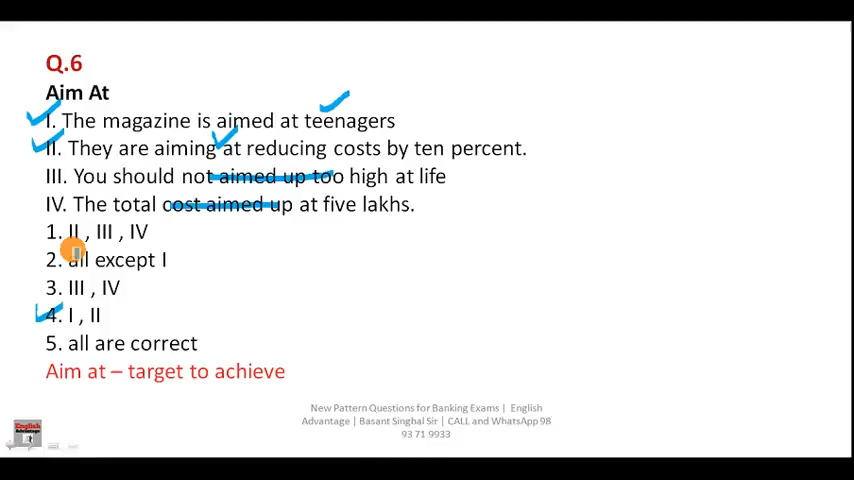 Q.6
Aim At
I. The magazine is aimed at teenagers
II. They are aiming at reducing costs by ten percent.
III. You should not aimed up too high at life
IV. The total cost aimed up at five lakhs.
1. II , III , IV
2. all except I
3. III , IV
4. I , II
5. all are correct
Aim at – target to achieve
New Pattern Questions for Banking Exams | English
Advantage | Basant Singhal Sir | CALL and WhatsApp 98
93 71 9933
English
Advantage